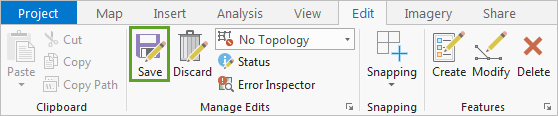 Project Map Insert Analysis View Edit Imagery Share
Paste
Cut
Copy
Copy Path
Clipboard
Save
Discard
No Topology
Status
Error Inspector
Manage Edits
Snapping
Snapping
Create
Modify
Delete
Features